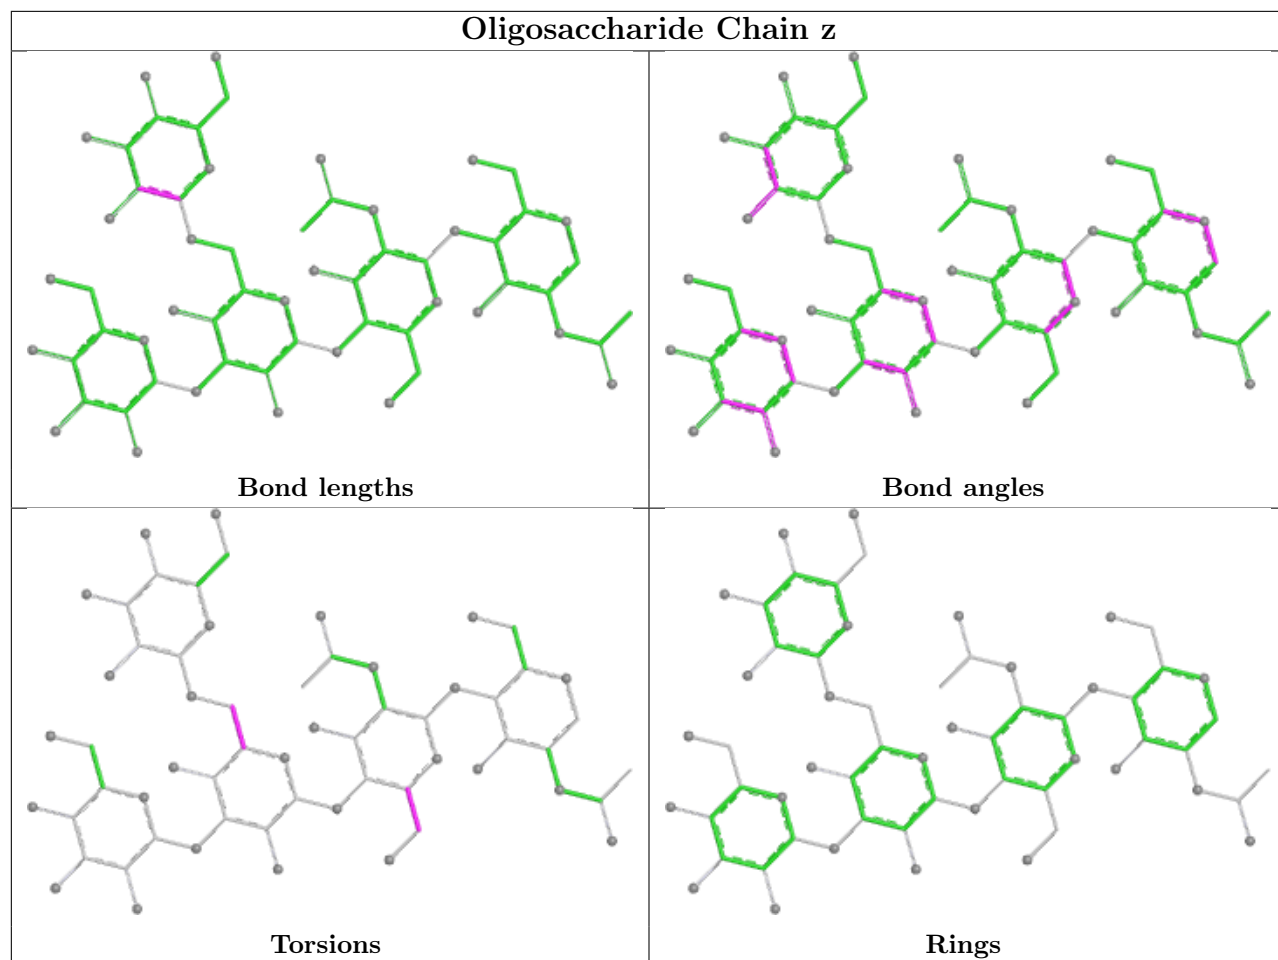 Oligosaccharide Chain z
Bond lengths
Bond angles
Torsions
Rings